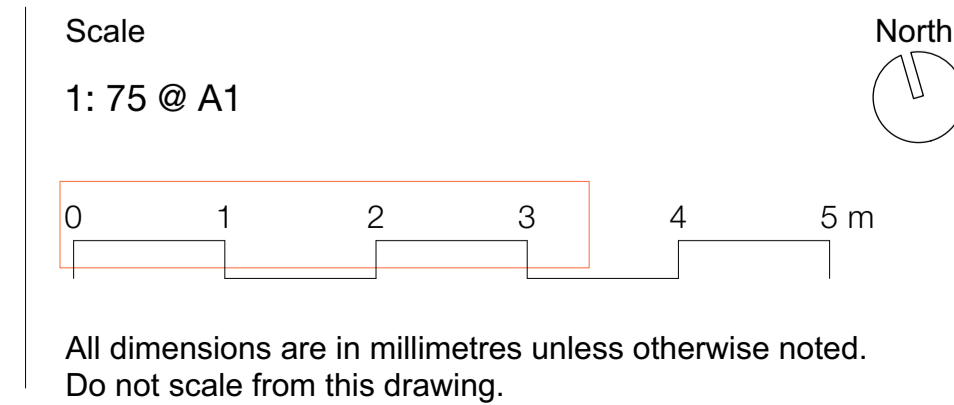 Scale
North
1: 75 @ A1
0 1 2 3 4 5 m
All dimensions are in millimetres unless otherwise noted.
Do not scale from this drawing.